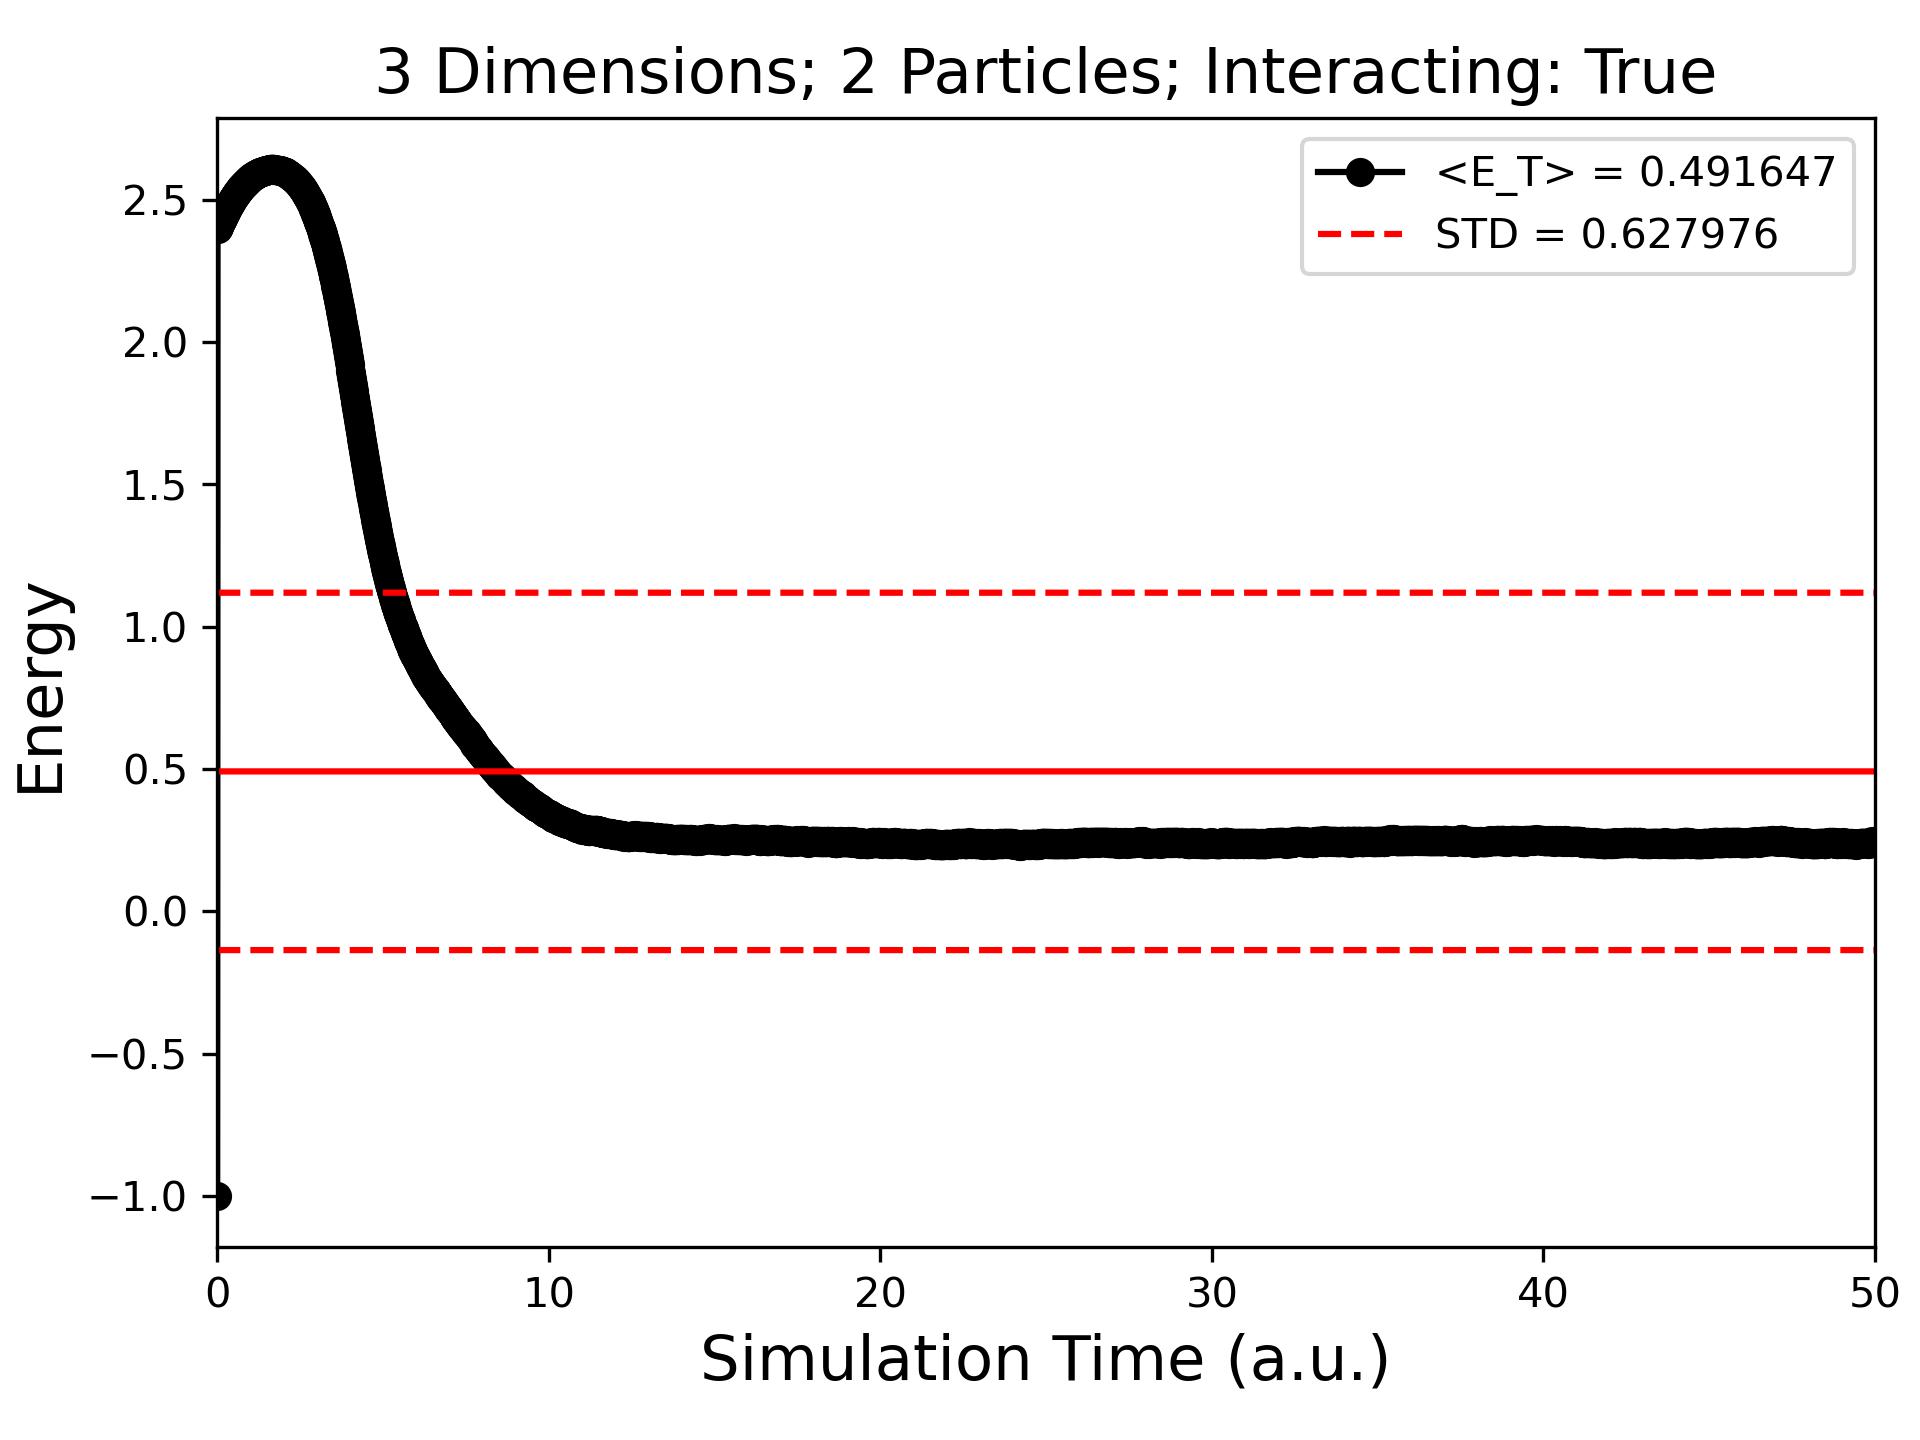 3 Dimensions; 2 Particles; Interacting: True
<E_T> = 0.491647
STD = 0.627976
2.5
2.0
1.5
1.0
0.5
0.0
−0.5
−1.0
Energy
0 10 20 30 40 50
Simulation Time (a.u.)